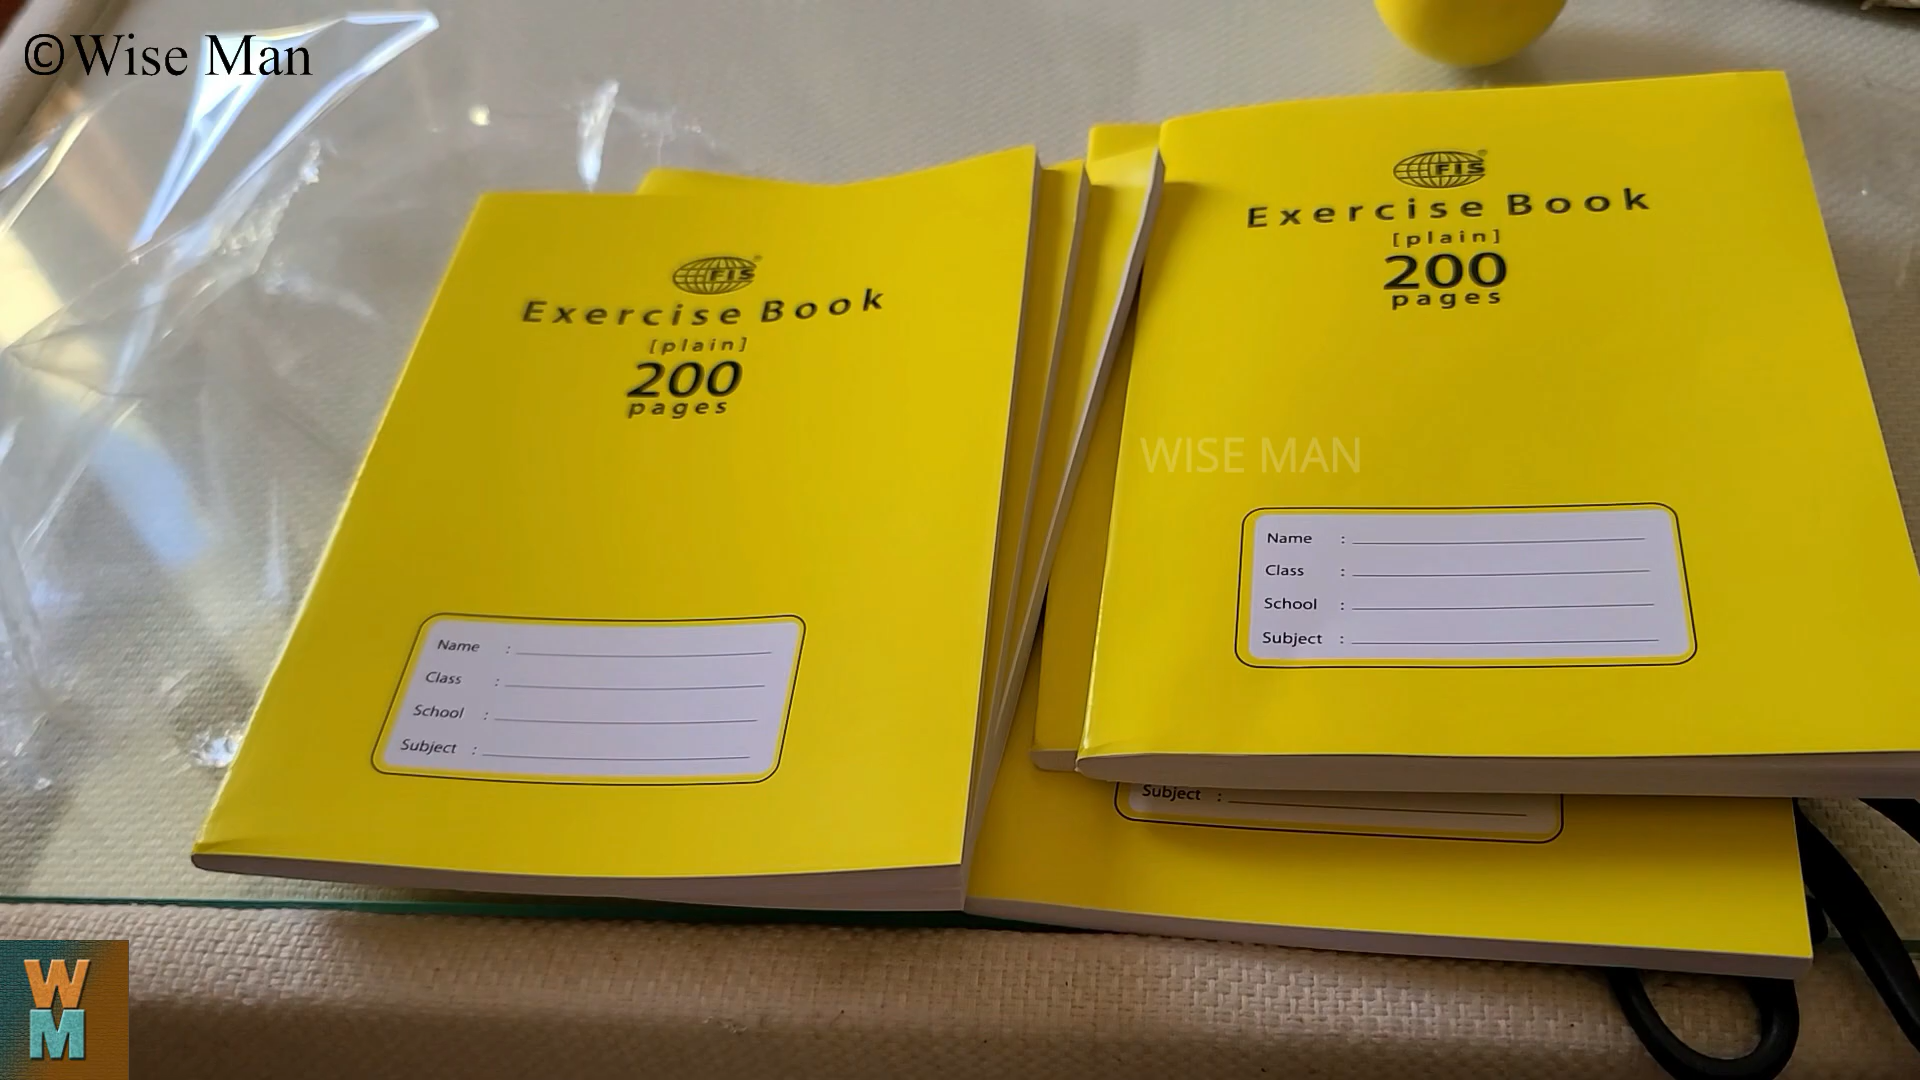 ©Wise Man
FIS®
Exercise Book
[plain]
200
pages
Name :
Class :
School :
Subject :
FIS®
Exercise Book
[plain]
200
pages
WISE MAN
Name :
Class :
School :
Subject :
Subject :
WM